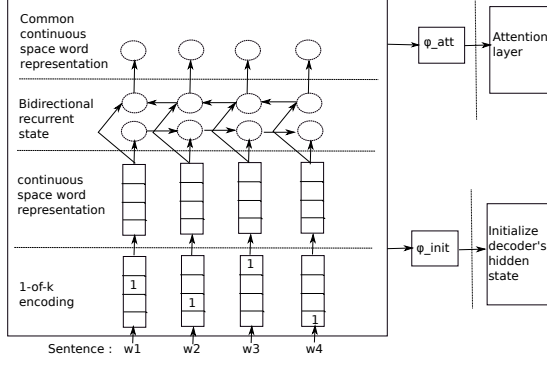 Common
continuous
space word
representation
φ_att
Attention
layer
Bidirectional
recurrent
state
continuous
space word
representation
φ_init
Initialize
decoder's
hidden
state
1-of-k
encoding
1
1
1
1
Sentence : w1 w2 w3 w4